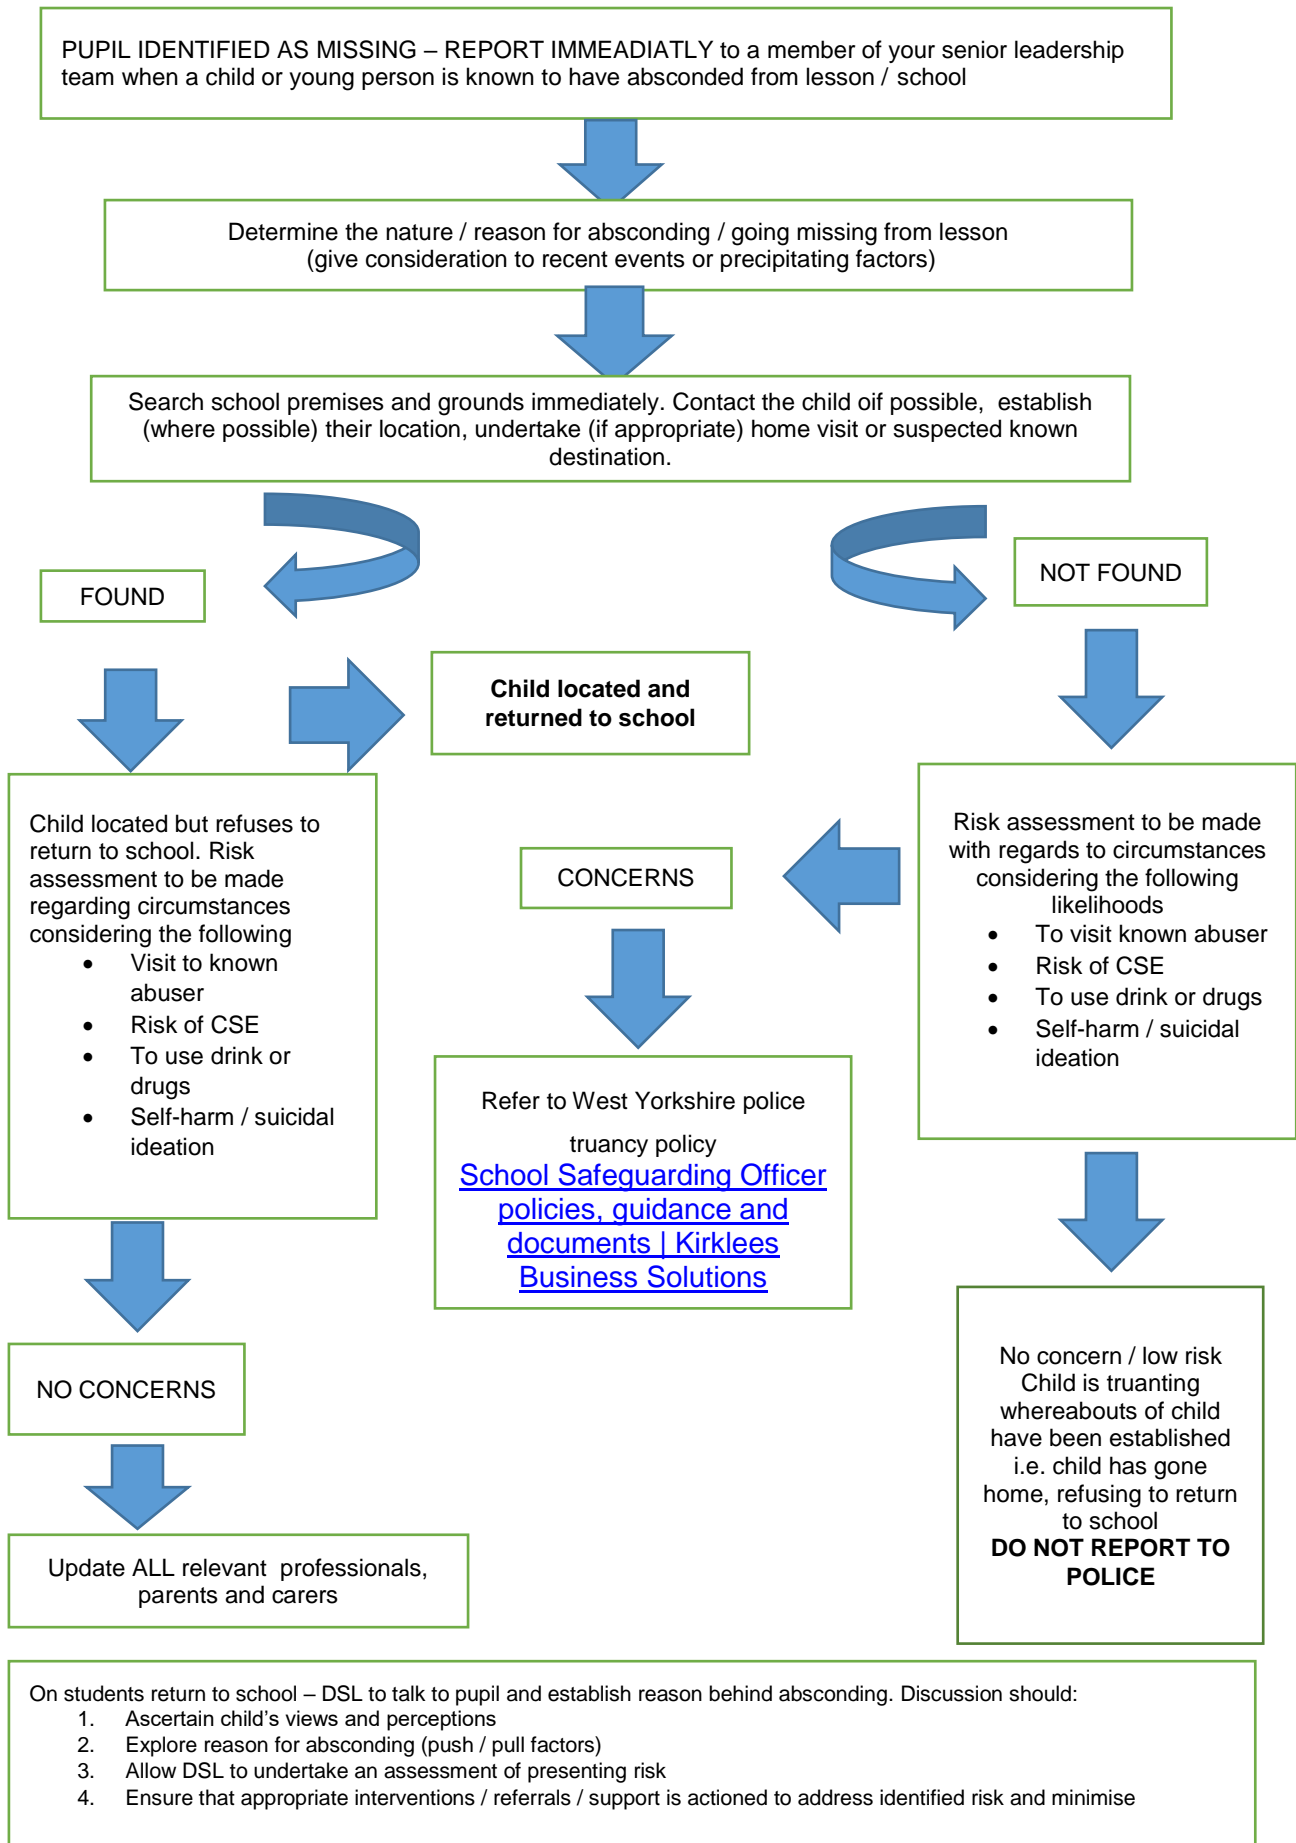 PUPIL IDENTIFIED AS MISSING – REPORT IMMEADIATLY to a member of your senior leadership
team when a child or young person is known to have absconded from lesson / school
Determine the nature / reason for absconding / going missing from lesson
(give consideration to recent events or precipitating factors)
Search school premises and grounds immediately. Contact the child oif possible, establish
(where possible) their location, undertake (if appropriate) home visit or suspected known
destination.
FOUND
NOT FOUND
Child located and
returned to school
Child located but refuses to
return to school. Risk
assessment to be made
regarding circumstances
considering the following
• Visit to known
abuser
• Risk of CSE
• To use drink or
drugs
• Self-harm / suicidal
ideation
CONCERNS
Risk assessment to be made
with regards to circumstances
considering the following
likelihoods
• To visit known abuser
• Risk of CSE
• To use drink or drugs
• Self-harm / suicidal
ideation
Refer to West Yorkshire police
truancy policy
School Safeguarding Officer
policies, guidance and
documents | Kirklees
Business Solutions
NO CONCERNS
No concern / low risk
Child is truanting
whereabouts of child
have been established
i.e. child has gone
home, refusing to return
to school
DO NOT REPORT TO
POLICE
Update ALL relevant professionals,
parents and carers
On students return to school – DSL to talk to pupil and establish reason behind absconding. Discussion should:
1. Ascertain child's views and perceptions
2. Explore reason for absconding (push / pull factors)
3. Allow DSL to undertake an assessment of presenting risk
4. Ensure that appropriate interventions / referrals / support is actioned to address identified risk and minimise